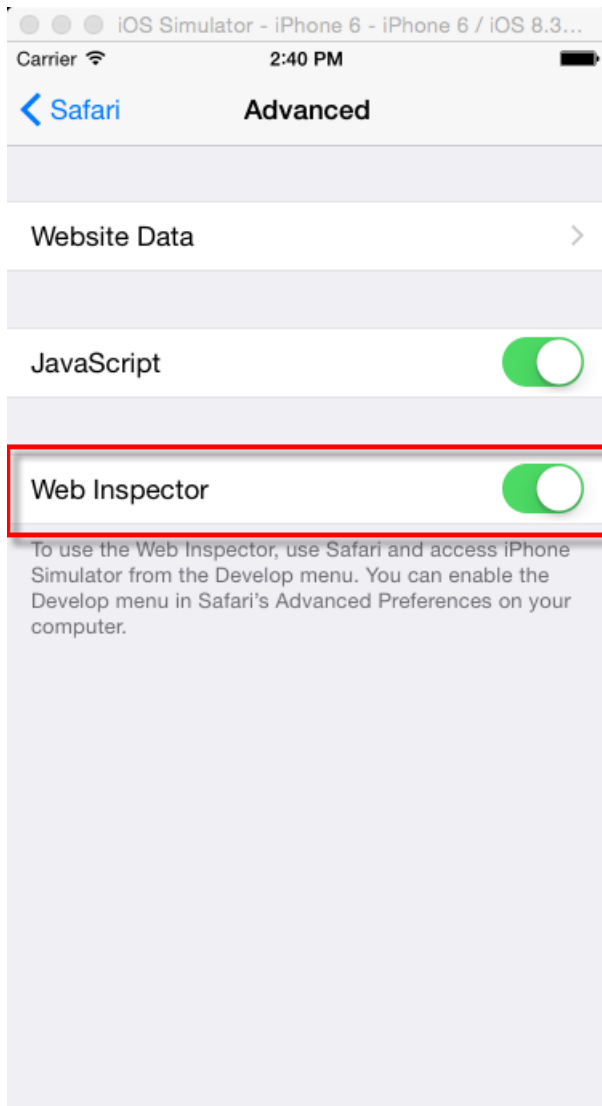 iOS Simulator - iPhone 6 - iPhone 6 / iOS 8.3...
Carrier 2:40 PM
Safari Advanced
Website Data
JavaScript
Web Inspector
To use the Web Inspector, use Safari and access iPhone
Simulator from the Develop menu. You can enable the
Develop menu in Safari’s Advanced Preferences on your
computer.